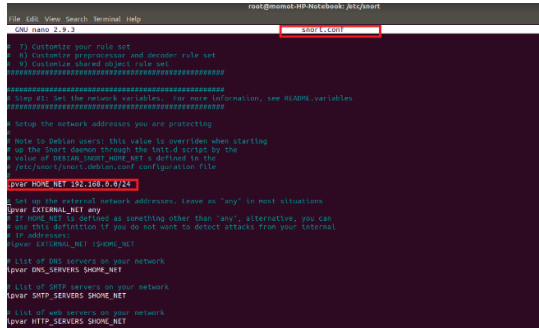 root@momot-HP-Notebook: /etc/snort
File Edit View Search Terminal Help
GNU nano 2.9.3 snort.conf
# 7) Customize your rule set
# 8) Customize preprocessor and decoder rule set
# 9) Customize shared object rule set
###################################################
###################################################
# Step #1: Set the network variables. For more information, see README.variables
###################################################
# Setup the network addresses you are protecting
#
# Note to Debian users: this value is overriden when starting
# up the Snort daemon through the init.d script by the
# value of DEBIAN_SNORT_HOME_NET s defined in the
# /etc/snort/snort.debian.conf configuration file
#
ipvar HOME_NET 192.168.0.0/24
# Set up the external network addresses. Leave as "any" in most situations
ipvar EXTERNAL_NET any
# If HOME_NET is defined as something other than "any", alternative, you can
# use this definition if you do not want to detect attacks from your internal
# IP addresses:
#ipvar EXTERNAL_NET !$HOME_NET
# List of DNS servers on your network
ipvar DNS_SERVERS $HOME_NET
# List of SMTP servers on your network
ipvar SMTP_SERVERS $HOME_NET
# List of web servers on your network
ipvar HTTP_SERVERS $HOME_NET